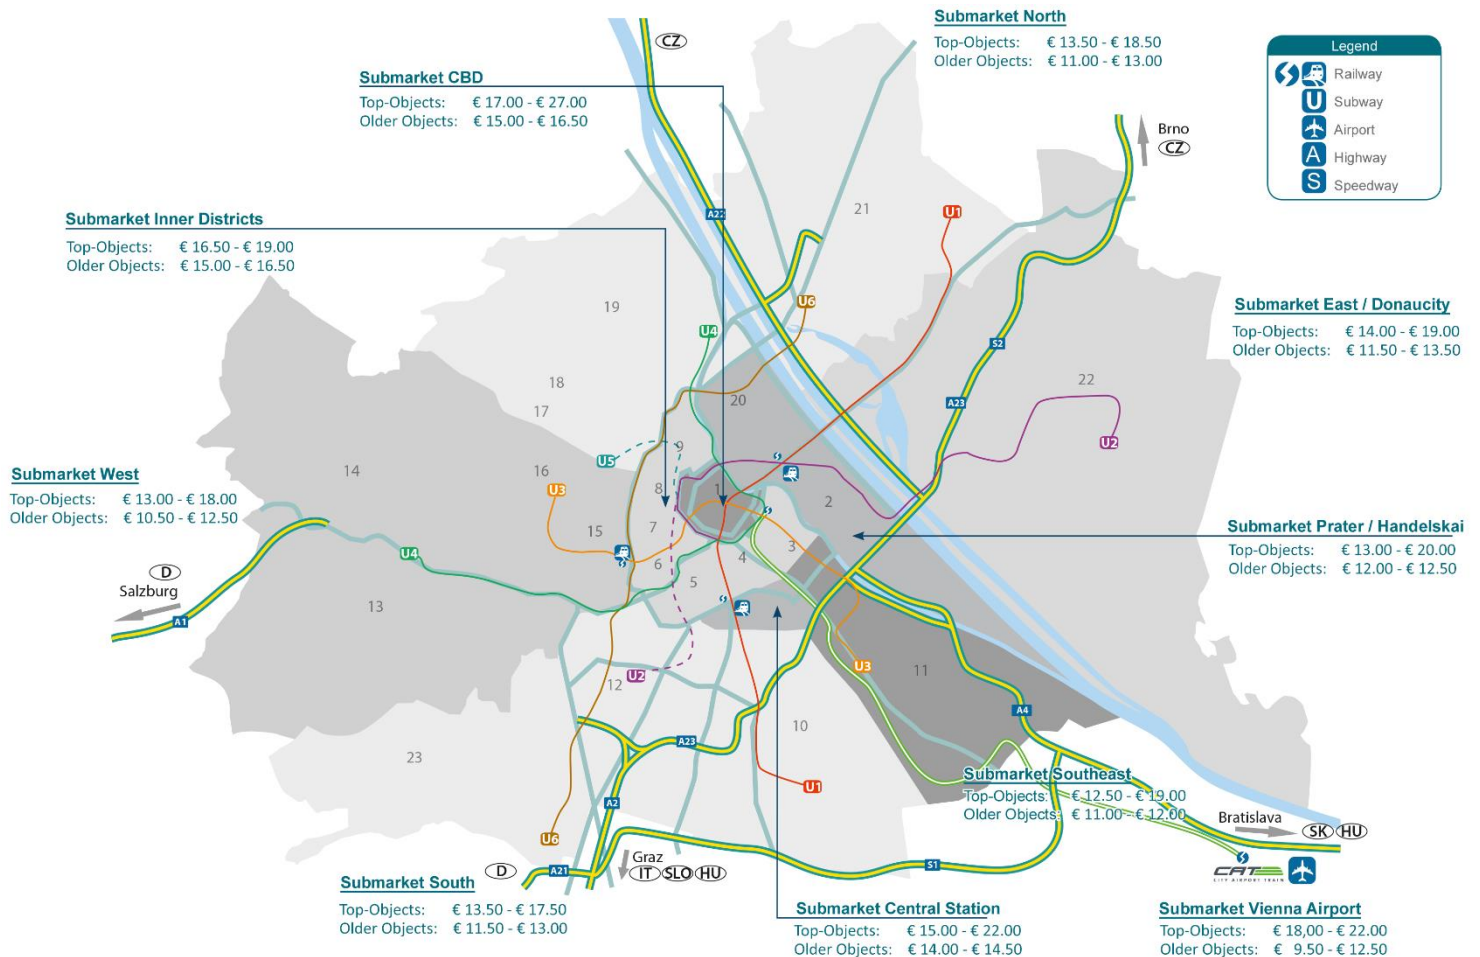 Submarket North
Top-Objects: € 13.50 - € 18.50
Older Objects: € 11.00 - € 13.00
Legend
Railway
U Subway
Airport
A Highway
S Speedway
CZ
Submarket CBD
Top-Objects: € 17.00 - € 27.00
Older Objects: € 15.00 - € 16.50
Brno
CZ
Submarket Inner Districts
Top-Objects: € 16.50 - € 19.00
Older Objects: € 15.00 - € 16.50
A22
21
U1
19
U6
U4
Submarket East / Donaucity
Top-Objects: € 14.00 - € 19.00
Older Objects: € 11.50 - € 13.50
S2
18
22
17
20
A23
U2
9
U5
Submarket West
Top-Objects: € 13.00 - € 18.00
Older Objects: € 10.50 - € 12.50
14
16
U3
8
1
2
15
7
3
Submarket Prater / Handelskai
Top-Objects: € 13.00 - € 20.00
Older Objects: € 12.00 - € 12.50
U4
6
4
5
D
Salzburg
A1
13
U3
11
12
U2
A4
10
23
A23
U1
Submarket Southeast
Top-Objects: € 12.50 - € 19.00
Older Objects: € 11.00 - € 12.00
A2
U6
Bratislava
SK HU
Graz
IT SLO HU
D
A21
S1
CAT
CITY AIRPORT TRAIN
Submarket South
Top-Objects: € 13.50 - € 17.50
Older Objects: € 11.50 - € 13.00
Submarket Central Station
Top-Objects: € 15.00 - € 22.00
Older Objects: € 14.00 - € 14.50
Submarket Vienna Airport
Top-Objects: € 18,00 - € 22.00
Older Objects: € 9.50 - € 12.50